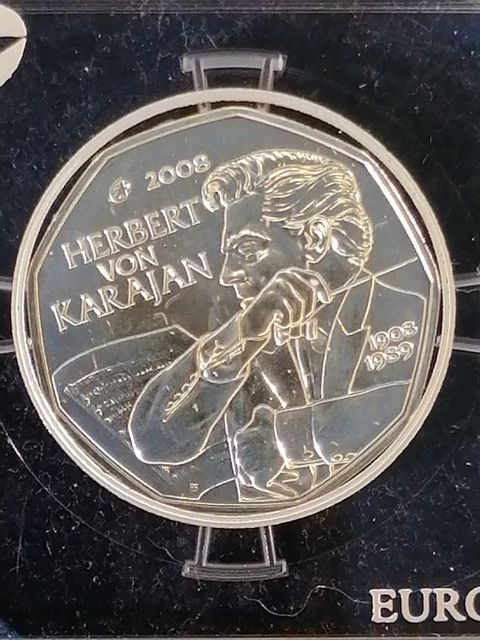 2008
HERBERT
VON
KARAJAN
1908
1989
EURO